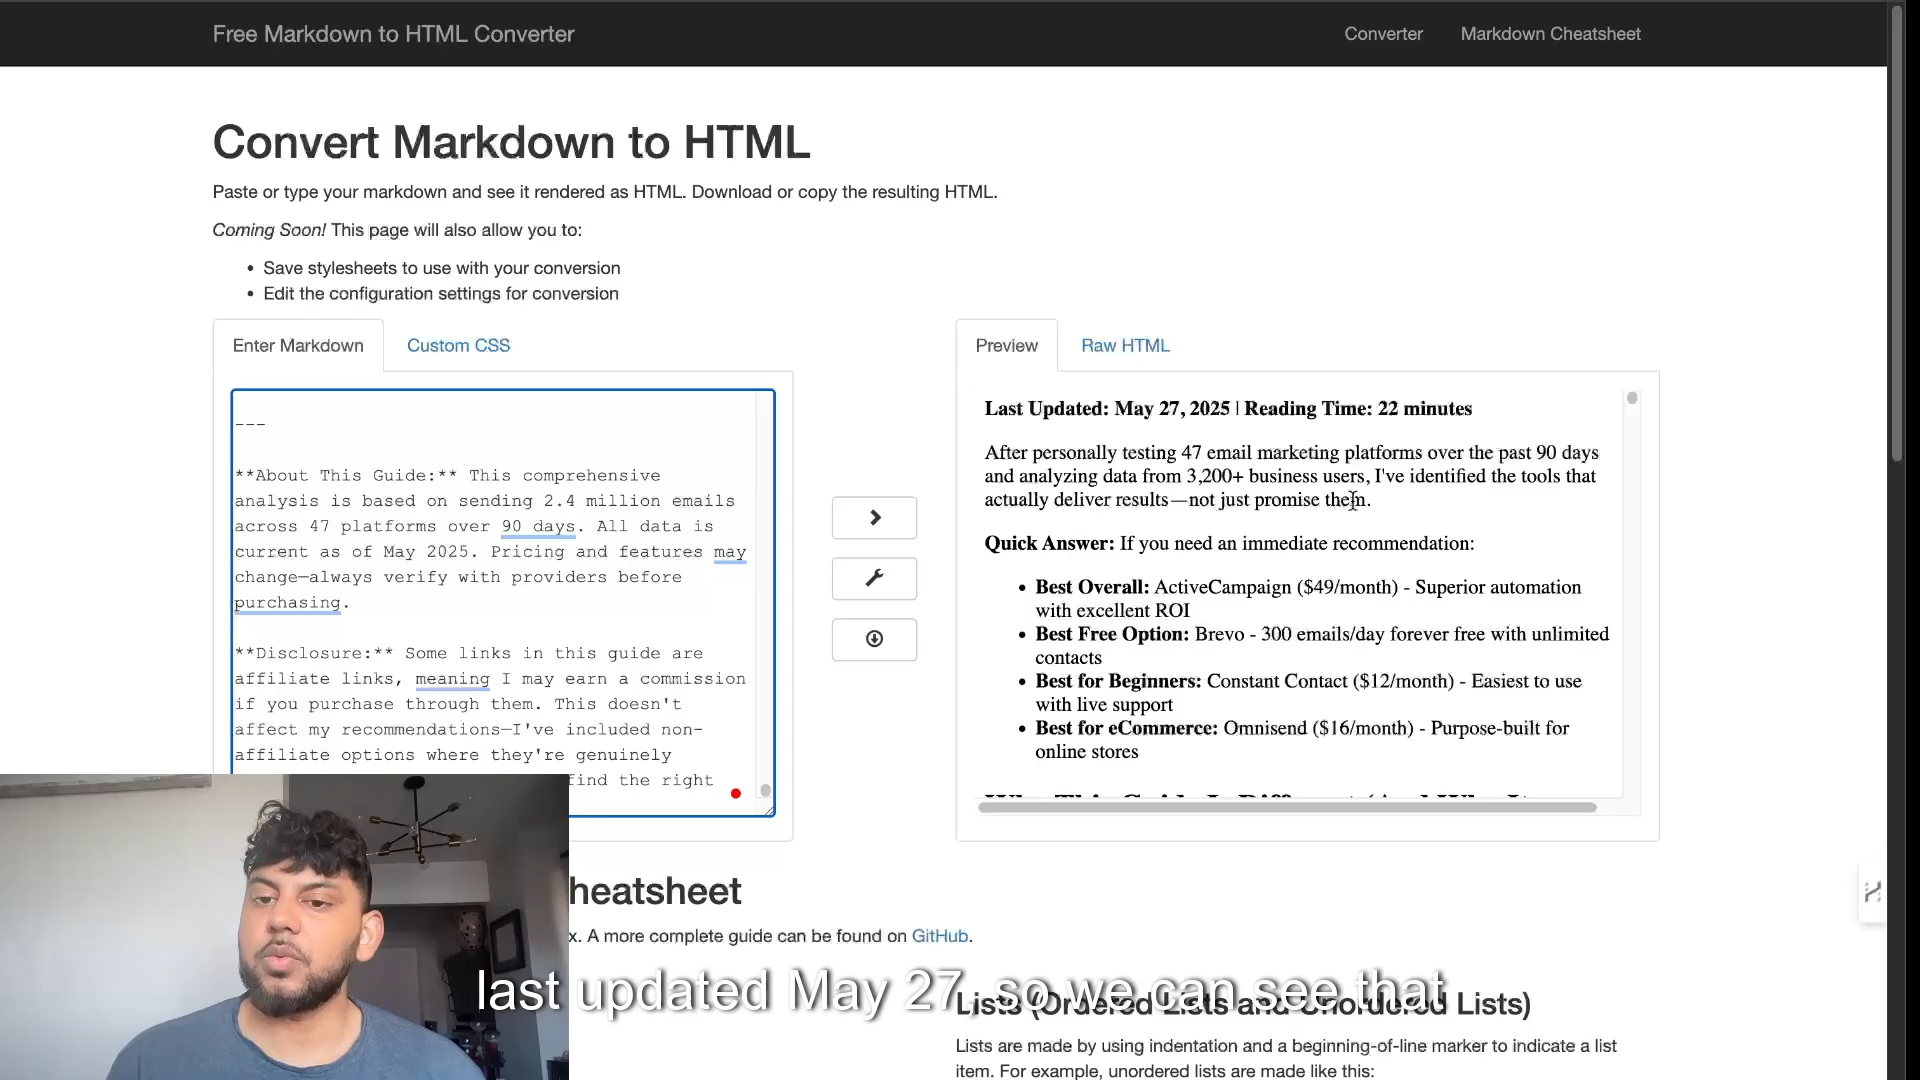 Free Markdown to HTML Converter
Converter
Markdown Cheatsheet
Convert Markdown to HTML
Paste or type your markdown and see it rendered as HTML. Download or copy the resulting HTML.
Coming Soon! This page will also allow you to:
• Save stylesheets to use with your conversion
• Edit the configuration settings for conversion
Enter Markdown
Custom CSS
---
**About This Guide:** This comprehensive
analysis is based on sending 2.4 million emails
across 47 platforms over 90 days. All data is
current as of May 2025. Pricing and features may
change—always verify with providers before
purchasing.
**Disclosure:** Some links in this guide are
affiliate links, meaning I may earn a commission
if you purchase through them. This doesn't
affect my recommendations—I've included non-
affiliate options where they're genuinely
find the right
Preview
Raw HTML
Last Updated: May 27, 2025 | Reading Time: 22 minutes
After personally testing 47 email marketing platforms over the past 90 days
and analyzing data from 3,200+ business users, I've identified the tools that
actually deliver results—not just promise them.
Quick Answer: If you need an immediate recommendation:
• Best Overall: ActiveCampaign ($49/month) - Superior automation
with excellent ROI
• Best Free Option: Brevo - 300 emails/day forever free with unlimited
contacts
• Best for Beginners: Constant Contact ($12/month) - Easiest to use
with live support
• Best for eCommerce: Omnisend ($16/month) - Purpose-built for
online stores
heatsheet
x. A more complete guide can be found on GitHub.
last updated May 27, so we can see that
Lists (Ordered Lists and Unordered Lists)
Lists are made by using indentation and a beginning-of-line marker to indicate a list
item. For example, unordered lists are made like this: